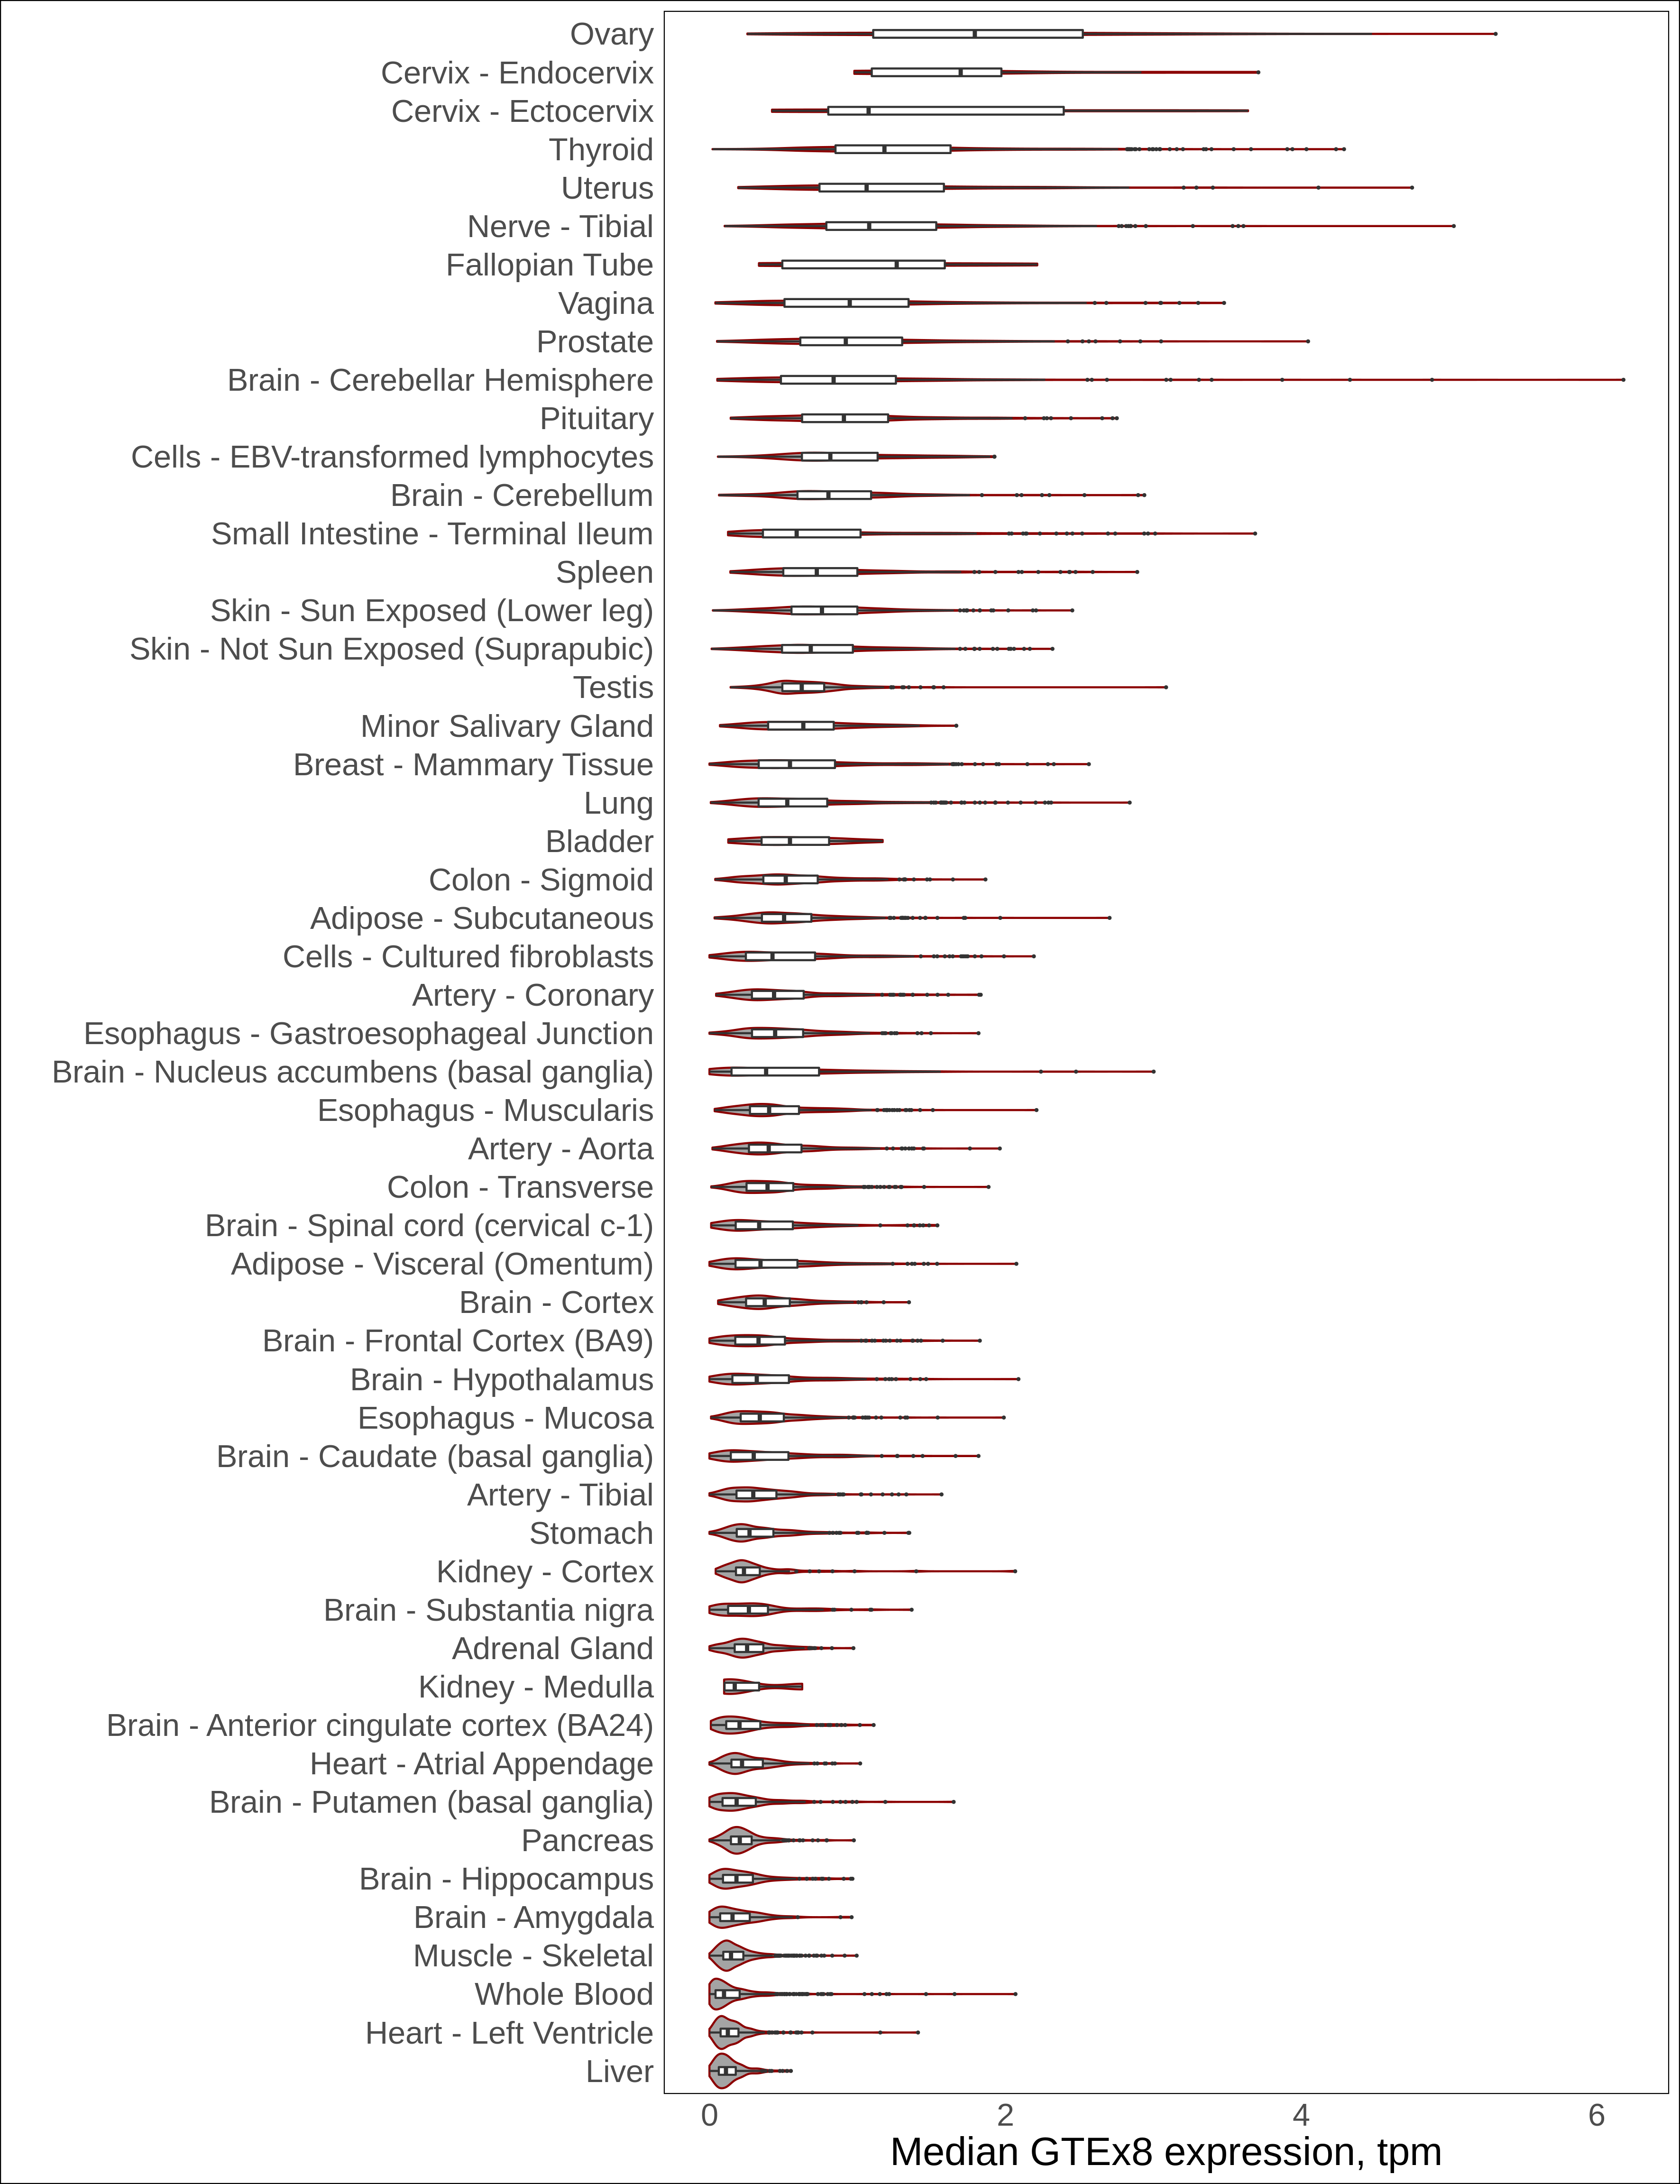 Ovary
Cervix - Endocervix
Cervix - Ectocervix
Thyroid
Uterus
Nerve - Tibial
Fallopian Tube
Vagina
Prostate
Brain - Cerebellar Hemisphere
Pituitary
Cells - EBV-transformed lymphocytes
Brain - Cerebellum
Small Intestine - Terminal Ileum
Spleen
Skin - Sun Exposed (Lower leg)
Skin - Not Sun Exposed (Suprapubic)
Testis
Minor Salivary Gland
Breast - Mammary Tissue
Lung
Bladder
Colon - Sigmoid
Adipose - Subcutaneous
Cells - Cultured fibroblasts
Artery - Coronary
Esophagus - Gastroesophageal Junction
Brain - Nucleus accumbens (basal ganglia)
Esophagus - Muscularis
Artery - Aorta
Colon - Transverse
Brain - Spinal cord (cervical c-1)
Adipose - Visceral (Omentum)
Brain - Cortex
Brain - Frontal Cortex (BA9)
Brain - Hypothalamus
Esophagus - Mucosa
Brain - Caudate (basal ganglia)
Artery - Tibial
Stomach
Kidney - Cortex
Brain - Substantia nigra
Adrenal Gland
Kidney - Medulla
Brain - Anterior cingulate cortex (BA24)
Heart - Atrial Appendage
Brain - Putamen (basal ganglia)
Pancreas
Brain - Hippocampus
Brain - Amygdala
Muscle - Skeletal
Whole Blood
Heart - Left Ventricle
Liver
0 2 4 6
Median GTEx8 expression, tpm